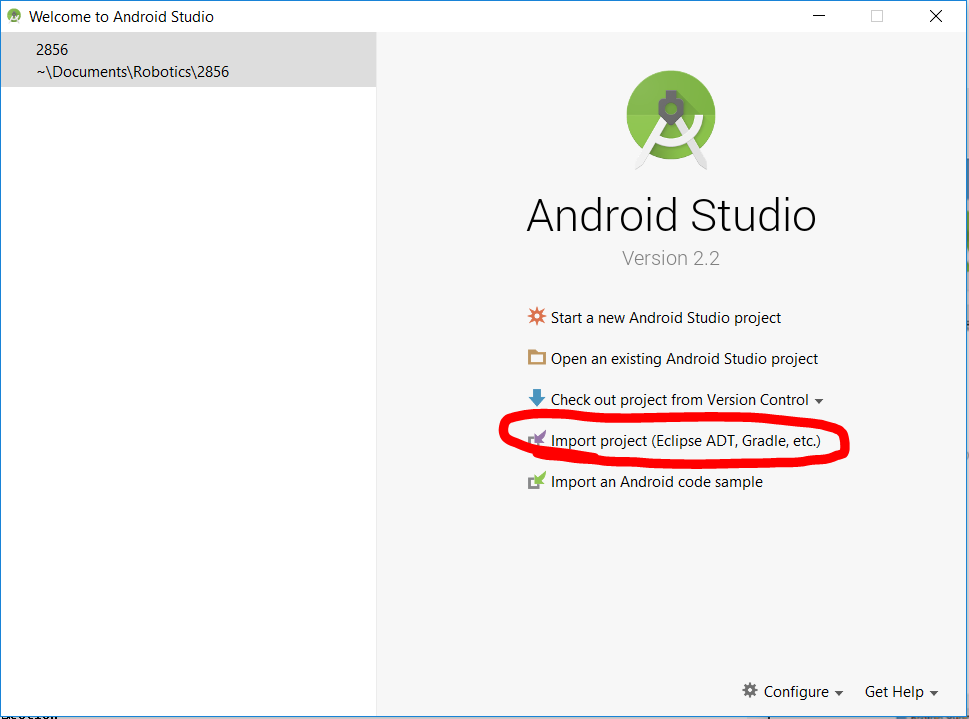 Welcome to Android Studio
2856
~\Documents\Robotics\2856
Android Studio
Version 2.2
Start a new Android Studio project
Open an existing Android Studio project
Check out project from Version Control
Import project (Eclipse ADT, Gradle, etc.)
Import an Android code sample
Configure
Get Help